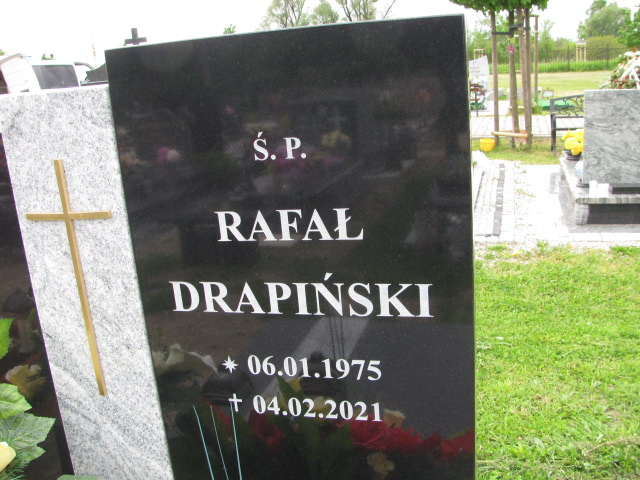 Ś. P.
RAFAŁ
DRAPIŃSKI
✷ 06.01.1975
✝ 04.02.2021